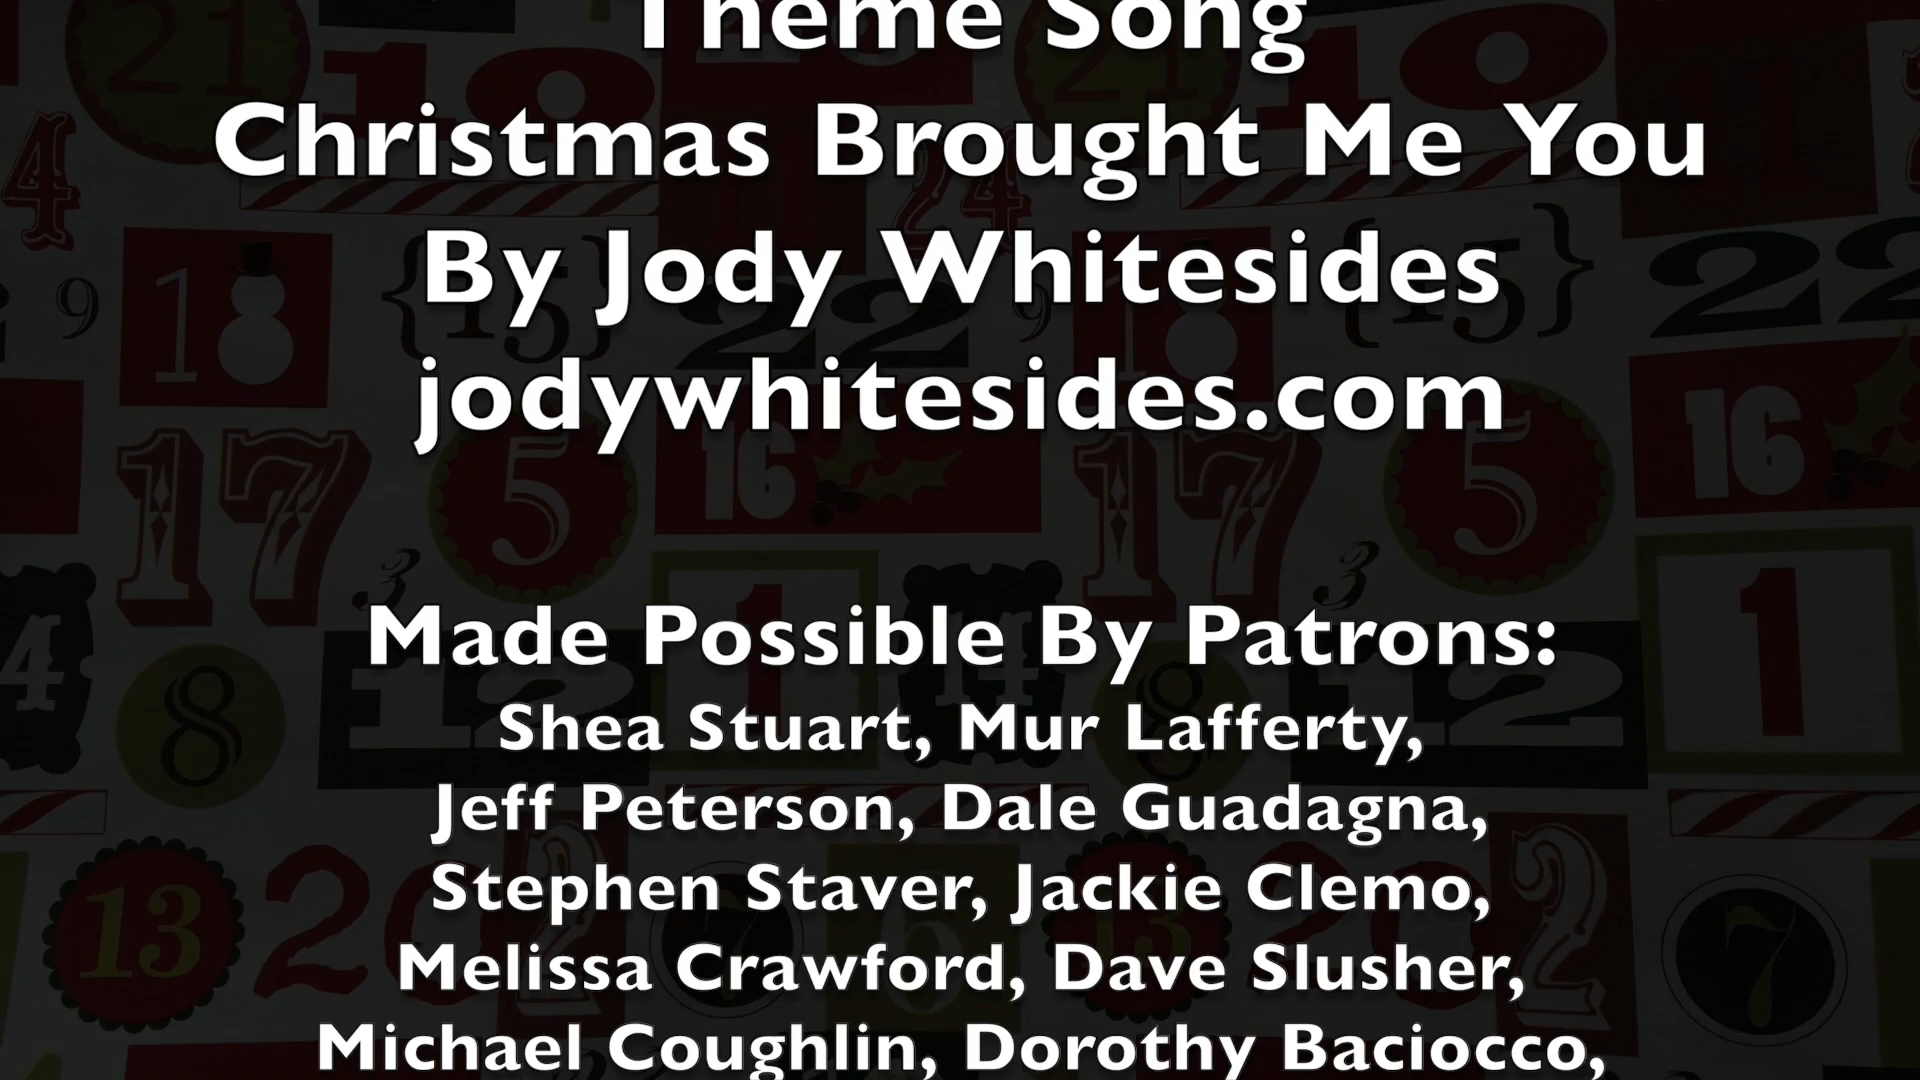 Theme Song
Christmas Brought Me You
By Jody Whitesides
jodywhitesides.com
Made Possible By Patrons:
Shea Stuart, Mur Lafferty,
Jeff Peterson, Dale Guadagna,
Stephen Staver, Jackie Clemo,
Melissa Crawford, Dave Slusher,
Michael Coughlin, Dorothy Baciocco,